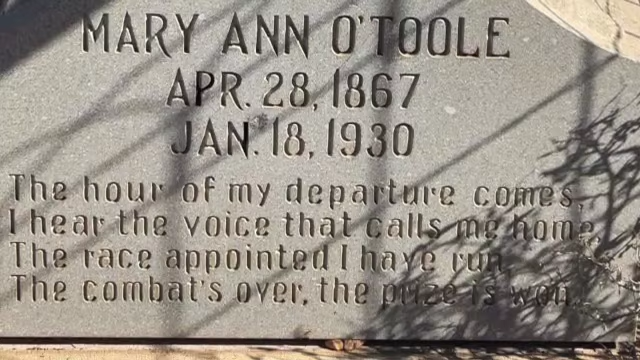 MARY ANN O'TOOLE
APR. 28, 1867
JAN. 18, 1930
The hour of my departure comes,
I hear the voice that calls me home.
The race appointed I have run
The combat's over, the prize is won.